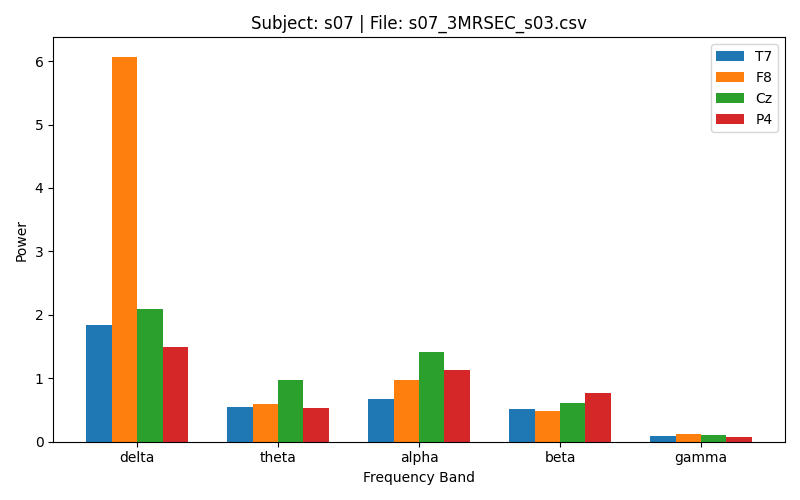 Subject: s07 | File: s07_3MRSEC_s03.csv
T7
F8
Cz
P4
Power
6
5
4
3
2
1
0
delta theta alpha beta gamma
Frequency Band